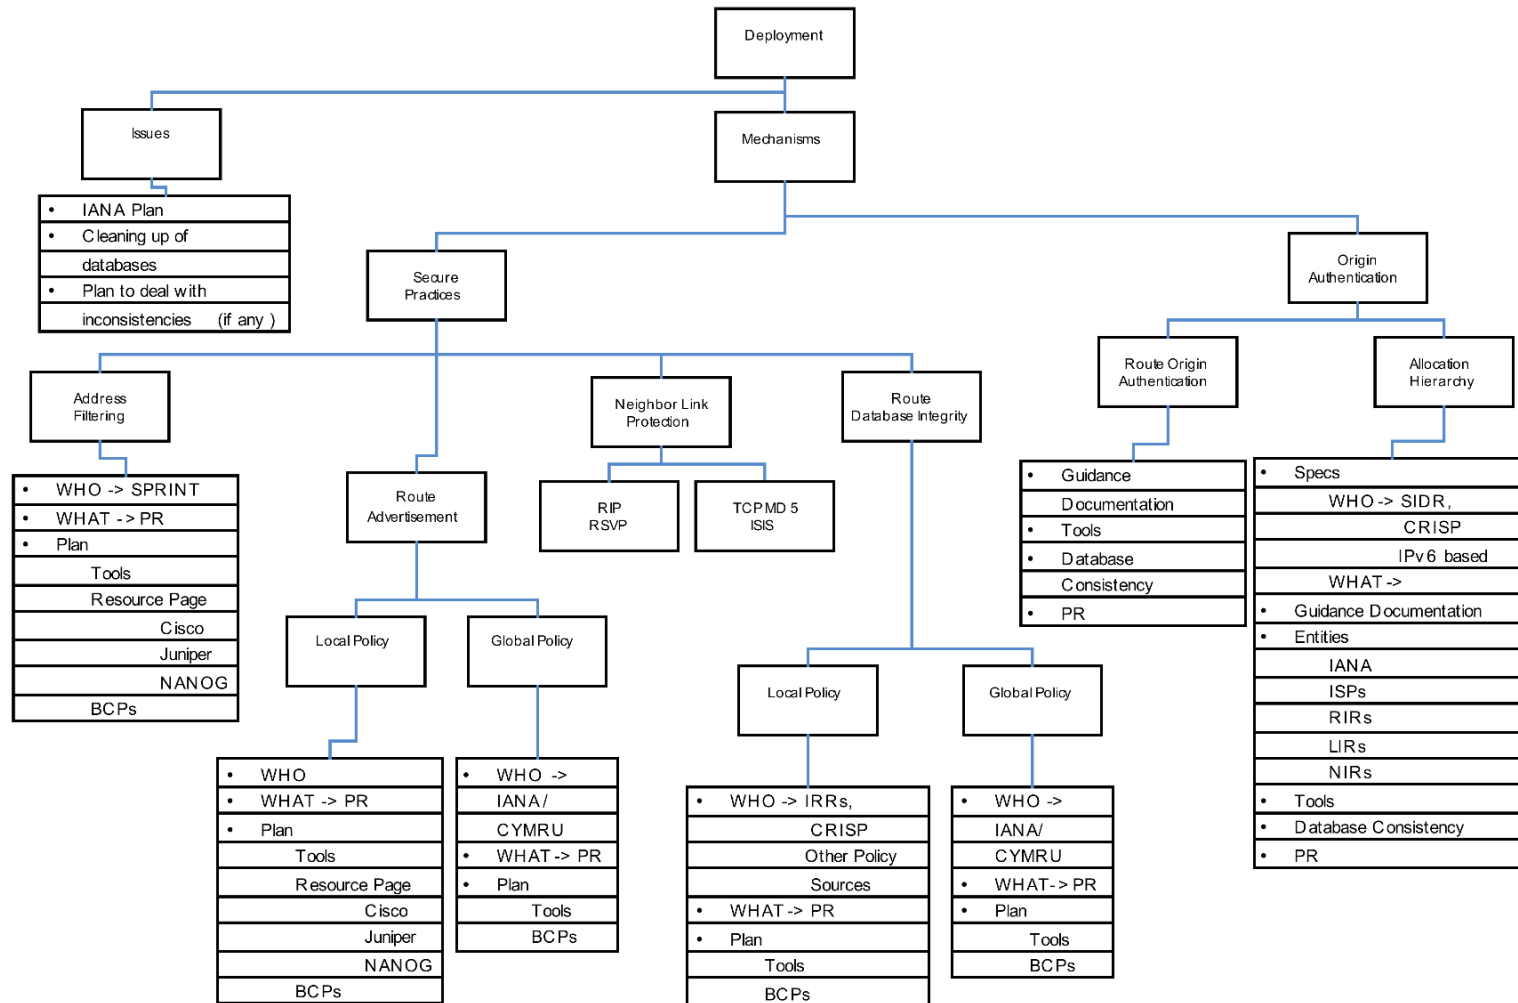 Deployment
Issues
Mechanisms
• IANA Plan
• Cleaning up of
databases
• Plan to deal with
inconsistencies (if any )
Secure
Practices
Origin
Authentication
Address
Filtering
Neighbor Link
Protection
Route
Database Integrity
Route Origin
Authentication
Allocation
Hierarchy
• WHO -> SPRINT
• WHAT -> PR
• Plan
Tools
Resource Page
Cisco
Juniper
NANOG
BCPs
Route
Advertisement
RIP
RSVP
TCPMD 5
ISIS
• Guidance
Documentation
• Tools
• Database
Consistency
• PR
• Specs
WHO -> SIDR,
CRISP
IPv 6 based
WHAT ->
• Guidance Documentation
• Entities
IANA
ISPs
RIRs
LIRs
NIRs
• Tools
• Database Consistency
• PR
Local Policy
Global Policy
Local Policy
Global Policy
• WHO
• WHAT -> PR
• Plan
Tools
Resource Page
Cisco
Juniper
NANOG
BCPs
• WHO ->
IANA/
CYMRU
• WHAT -> PR
• Plan
Tools
BCPs
• WHO -> IRRs,
CRISP
Other Policy
Sources
• WHAT -> PR
• Plan
Tools
BCPs
• WHO ->
IANA/
CYMRU
• WHAT -> PR
• Plan
Tools
BCPs